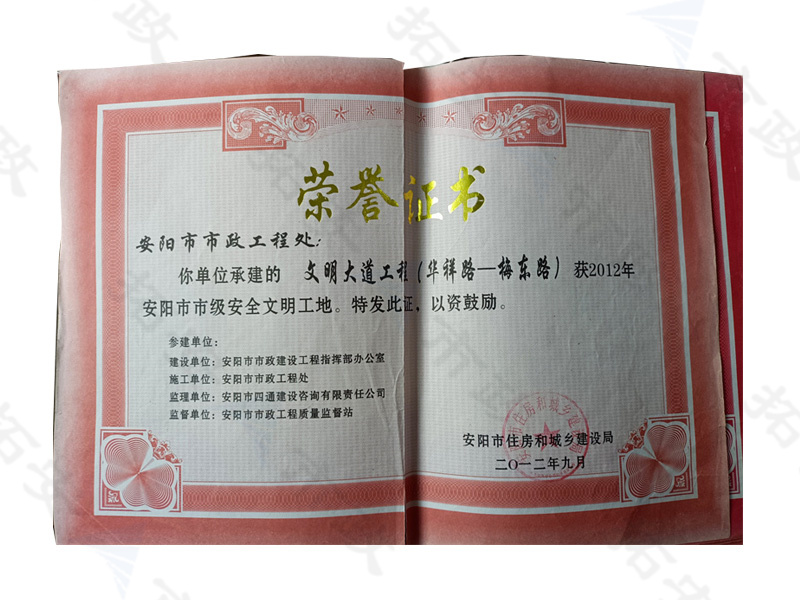 荣誉证书
安阳市市政工程处：
你单位承建的 文明大道工程（华祥路—梅东路）获2012年
安阳市市级安全文明工地。特发此证，以资鼓励。
参建单位：
建设单位：安阳市市政建设工程指挥部办公室
施工单位：安阳市市政工程处
监理单位：安阳市四通建设咨询有限责任公司
监督单位：安阳市市政工程质量监督站
安阳市住房和城乡建设局
二〇一二年九月